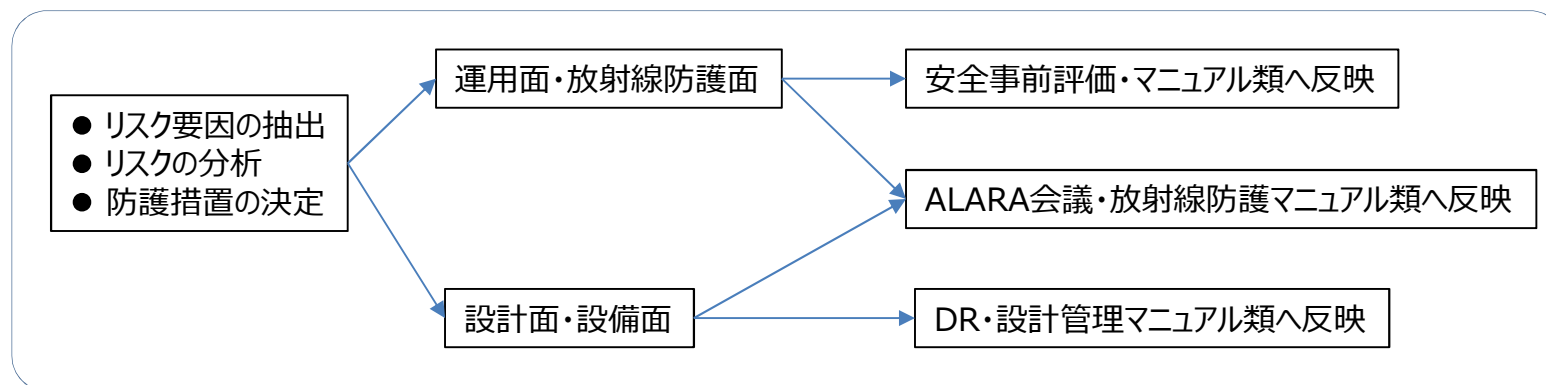 ● リスク要因の抽出
● リスクの分析
● 防護措置の決定
運用面・放射線防護面
設計面・設備面
安全事前評価・マニュアル類へ反映
ALARA会議・放射線防護マニュアル類へ反映
DR・設計管理マニュアル類へ反映